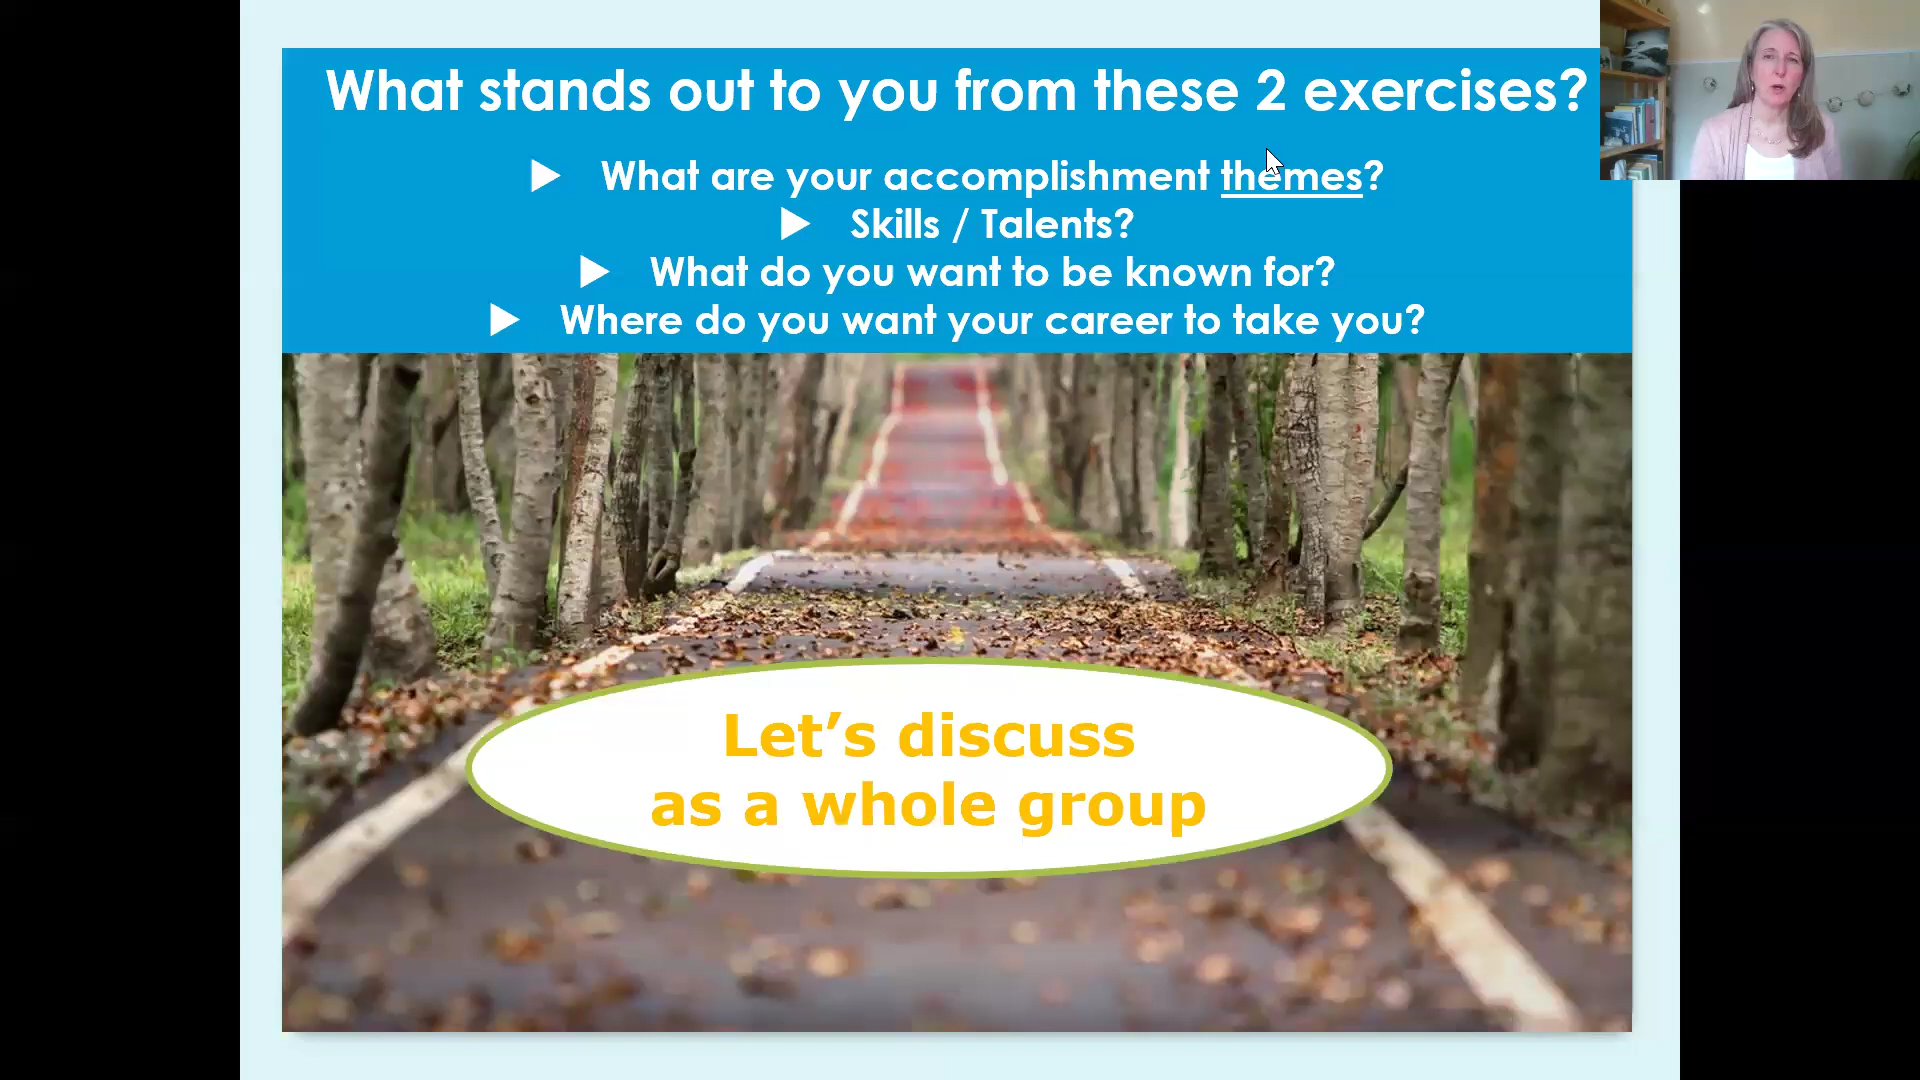 What stands out to you from these 2 exercises?
▶ What are your accomplishment themes?
▶ Skills / Talents?
▶ What do you want to be known for?
▶ Where do you want your career to take you?
Let’s discuss
as a whole group